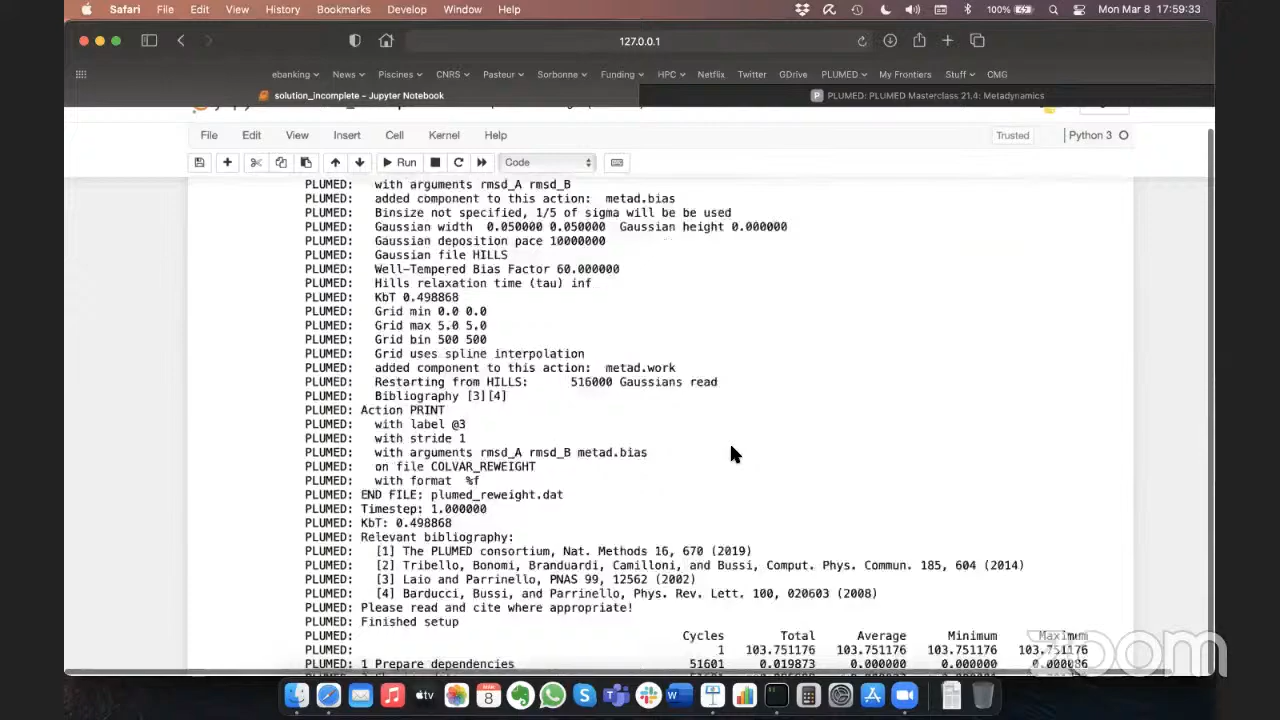 Safari File Edit View History Bookmarks Develop Window Help 100% Mon Mar 8 17:59:33
127.0.0.1
ebanking News Piscines CNRS Pasteur Sorbonne Funding HPC Netflix Twitter GDrive PLUMED My Frontiers Stuff CMG
solution_incomplete - Jupyter Notebook P PLUMED: PLUMED Masterclass 21.4: Metadynamics
File Edit View Insert Cell Kernel Help Trusted Python 3
Run Code
PLUMED: with arguments rmsd_A rmsd_B
PLUMED: added component to this action: metad.bias
PLUMED: Binsize not specified, 1/5 of sigma will be be used
PLUMED: Gaussian width 0.050000 0.050000 Gaussian height 0.000000
PLUMED: Gaussian deposition pace 10000000
PLUMED: Gaussian file HILLS
PLUMED: Well-Tempered Bias Factor 60.000000
PLUMED: Hills relaxation time (tau) inf
PLUMED: KbT 0.498868
PLUMED: Grid min 0.0 0.0
PLUMED: Grid max 5.0 5.0
PLUMED: Grid bin 500 500
PLUMED: Grid uses spline interpolation
PLUMED: added component to this action: metad.work
PLUMED: Restarting from HILLS: 516000 Gaussians read
PLUMED: Bibliography [3][4]
PLUMED: Action PRINT
PLUMED: with label @3
PLUMED: with stride 1
PLUMED: with arguments rmsd_A rmsd_B metad.bias
PLUMED: on file COLVAR_REWEIGHT
PLUMED: with format %f
PLUMED: END FILE: plumed_reweight.dat
PLUMED: Timestep: 1.000000
PLUMED: KbT: 0.498868
PLUMED: Relevant bibliography:
PLUMED: [1] The PLUMED consortium, Nat. Methods 16, 670 (2019)
PLUMED: [2] Tribello, Bonomi, Branduardi, Camilloni, and Bussi, Comput. Phys. Commun. 185, 604 (2014)
PLUMED: [3] Laio and Parrinello, PNAS 99, 12562 (2002)
PLUMED: [4] Barducci, Bussi, and Parrinello, Phys. Rev. Lett. 100, 020603 (2008)
PLUMED: Please read and cite where appropriate!
PLUMED: Finished setup
PLUMED: Cycles Total Average Minimum Maximum
PLUMED: 1 103.751176 103.751176 103.751176 103.751176
PLUMED: 1 Prepare dependencies 51601 0.019873 0.000000 0.000000 0.000086
zoom